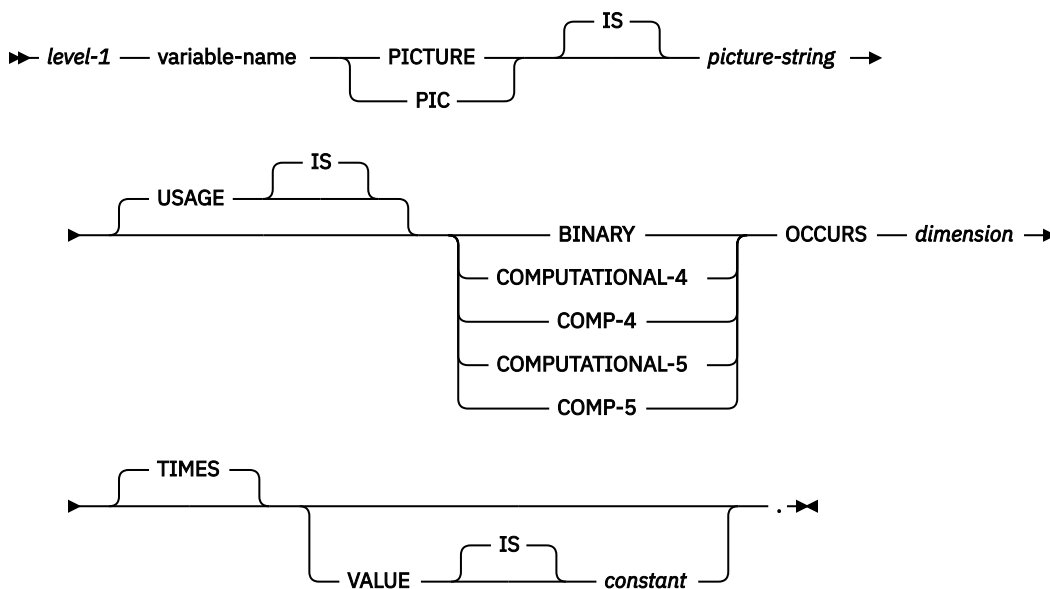 IS
level-1 variable-name PICTURE picture-string
PIC
IS
USAGE
BINARY OCCURS dimension
COMPUTATIONAL-4
COMP-4
COMPUTATIONAL-5
COMP-5
TIMES
.
IS
VALUE constant